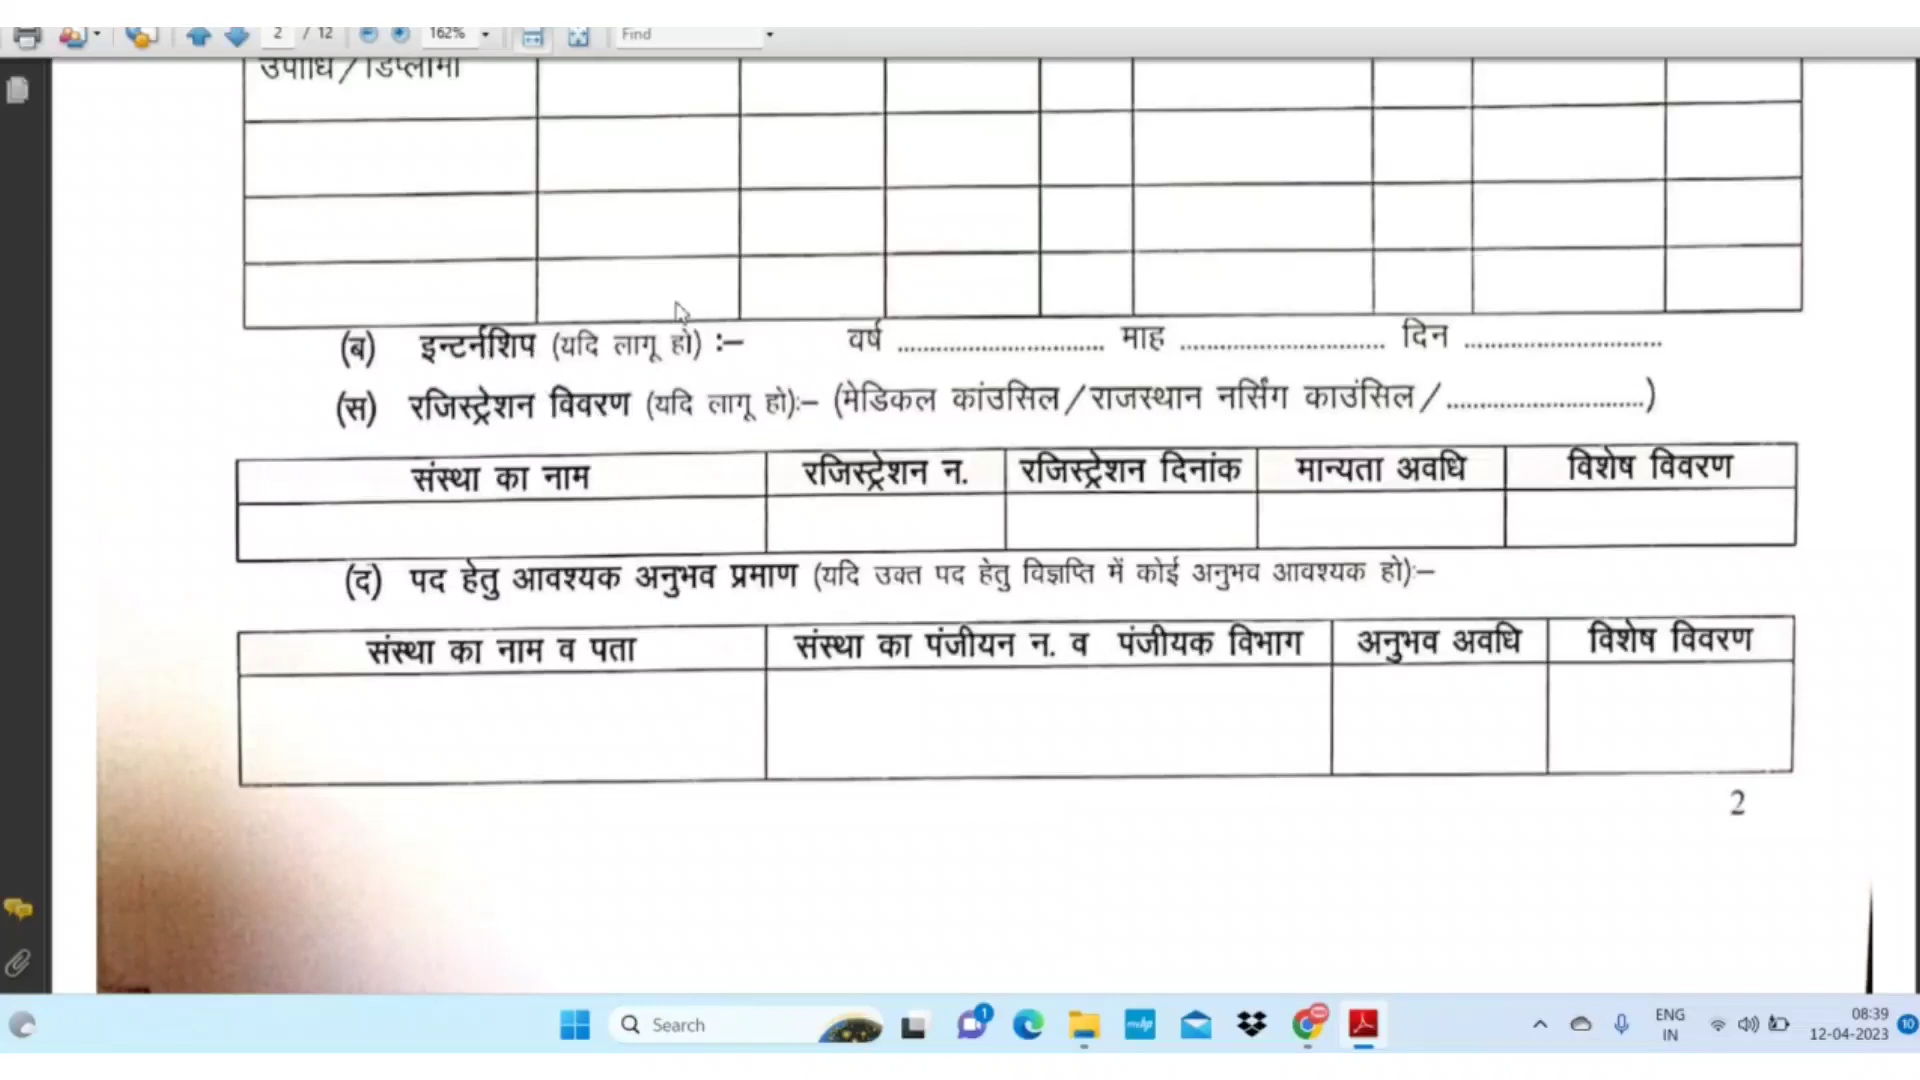 2 / 12 162% Find
उपाधि/डिप्लोमा
(ब) इन्टर्नशिप (यदि लागू हो) :– वर्ष .............................. माह .............................. दिन .............................
(स) रजिस्ट्रेशन विवरण (यदि लागू हो):– (मेडिकल कांउसिल/राजस्थान नर्सिंग काउंसिल/.............................)
संस्था का नाम रजिस्ट्रेशन न. रजिस्ट्रेशन दिनांक मान्यता अवधि विशेष विवरण
(द) पद हेतु आवश्यक अनुभव प्रमाण (यदि उक्त पद हेतु विज्ञप्ति में कोई अनुभव आवश्यक हो):–
संस्था का नाम व पता संस्था का पंजीयन न. व पंजीयक विभाग अनुभव अवधि विशेष विवरण
2
Search 1 ENG 08:39
IN 12-04-2023 10